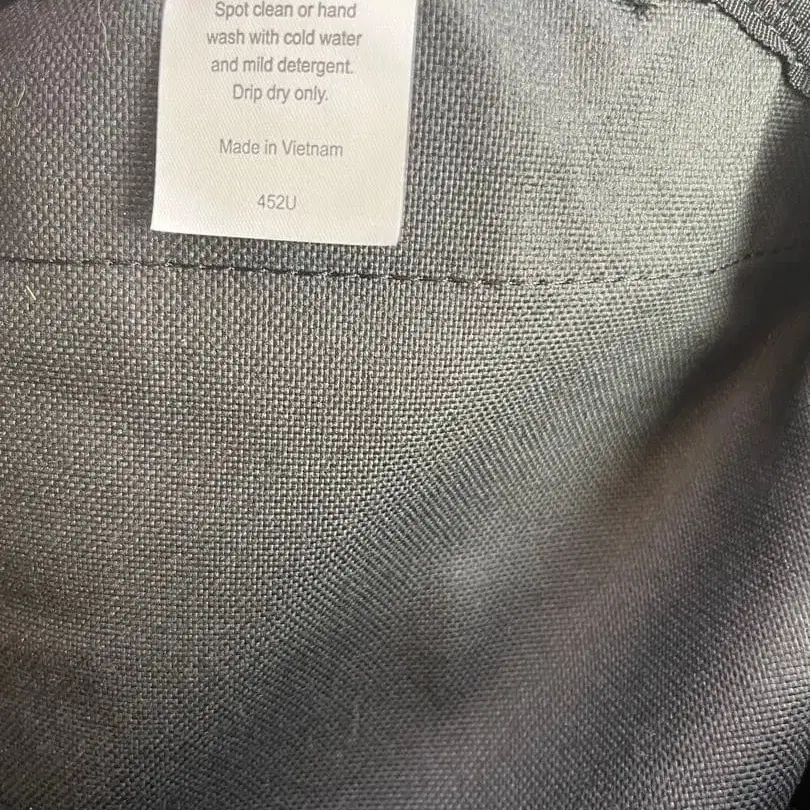 Spot clean or hand
wash with cold water
and mild detergent.
Drip dry only.
Made in Vietnam
452U